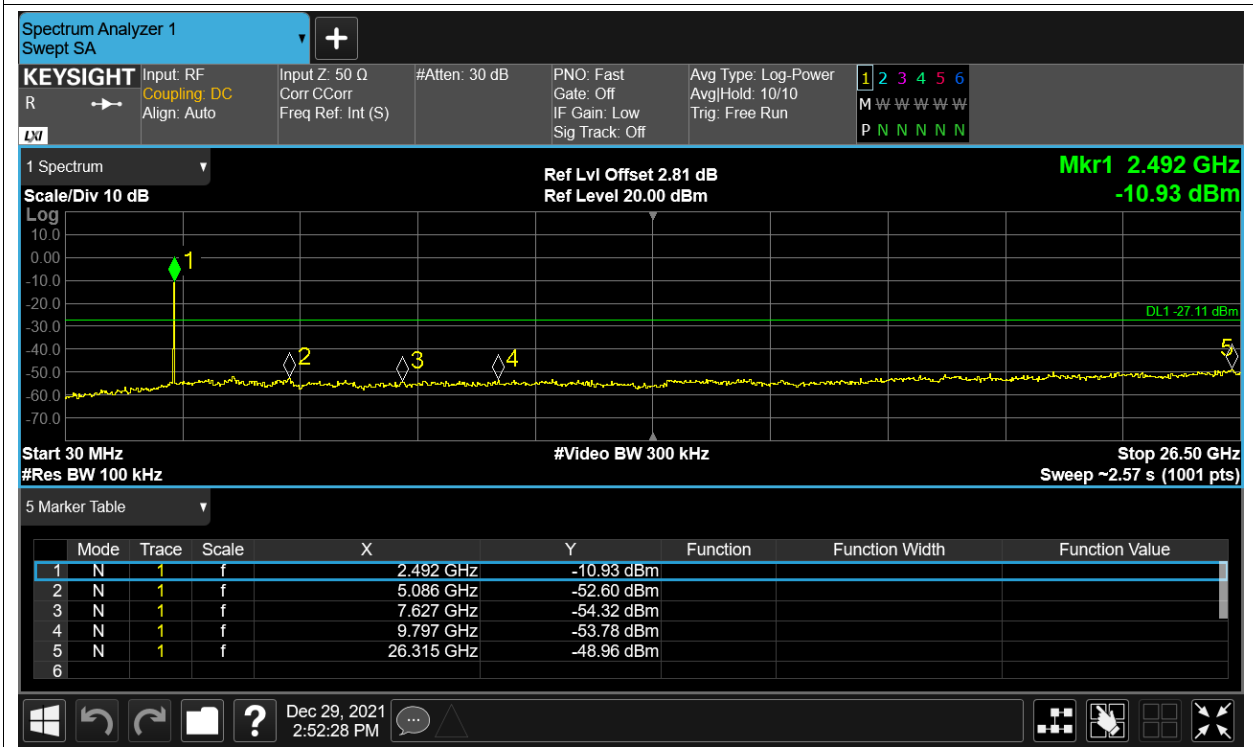 Spectrum Analyzer 1
Swept SA
KEYSIGHT
R
LXI
Input: RF
Coupling: DC
Align: Auto
Input Z: 50 Ω
Corr CCorr
Freq Ref: Int (S)
#Atten: 30 dB
PNO: Fast
Gate: Off
IF Gain: Low
Sig Track: Off
Avg Type: Log-Power
Avg|Hold: 10/10
Trig: Free Run
1 2 3 4 5 6
M W W W W W
P N N N N N
1 Spectrum
Scale/Div 10 dB
Ref Lvl Offset 2.81 dB
Ref Level 20.00 dBm
Mkr1 2.492 GHz
-10.93 dBm
Log
10.0
0.00
-10.0
-20.0
-30.0
-40.0
-50.0
-60.0
-70.0
1
2
3
4
5
DL1 -27.11 dBm
Start 30 MHz
#Res BW 100 kHz
#Video BW 300 kHz
Stop 26.50 GHz
Sweep ~2.57 s (1001 pts)
5 Marker Table
Mode Trace Scale X Y Function Function Width Function Value
1 N 1 f 2.492 GHz -10.93 dBm
2 N 1 f 5.086 GHz -52.60 dBm
3 N 1 f 7.627 GHz -54.32 dBm
4 N 1 f 9.797 GHz -53.78 dBm
5 N 1 f 26.315 GHz -48.96 dBm
6
?
Dec 29, 2021
2:52:28 PM